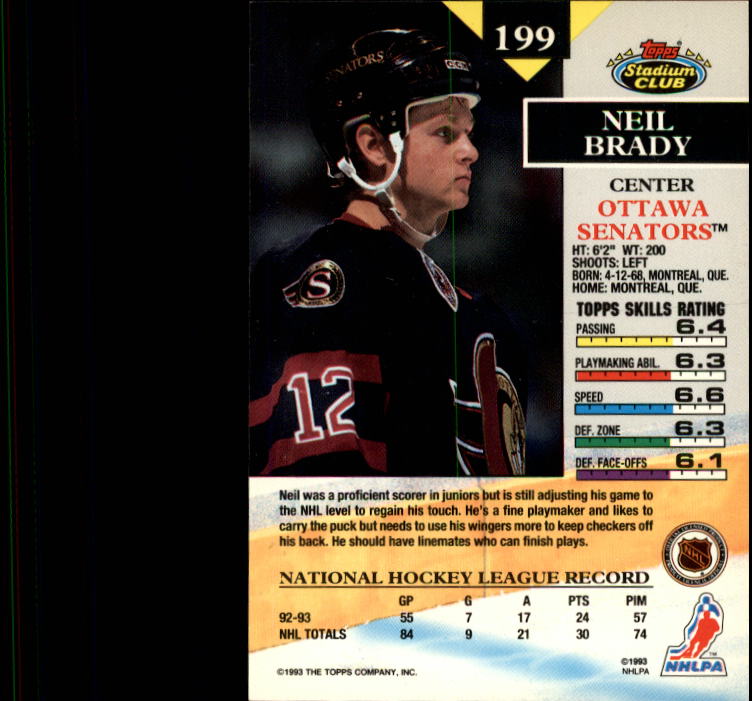 199
Topps
Stadium
CLUB
NEIL
BRADY
CENTER
OTTAWA
SENATORS™
HT: 6'2" WT: 200
SHOOTS: LEFT
BORN: 4-12-68, MONTREAL, QUE.
HOME: MONTREAL, QUE.
TOPPS SKILLS RATING
PASSING 6.4
PLAYMAKING ABIL. 6.3
SPEED 6.6
DEF. ZONE 6.3
DEF. FACE-OFFS 6.1
SENATORS
CCM
S
12
Neil was a proficient scorer in juniors but is still adjusting his game to
the NHL level to regain his touch. He's a fine playmaker and likes to
carry the puck but needs to use his wingers more to keep checkers off
his back. He should have linemates who can finish plays.
NATIONAL HOCKEY LEAGUE RECORD
GP G A PTS PIM
92-93 55 7 17 24 57
NHL TOTALS 84 9 21 30 74
NHL
©1993 THE TOPPS COMPANY, INC.
©1993
NHLPA
NHLPA
™